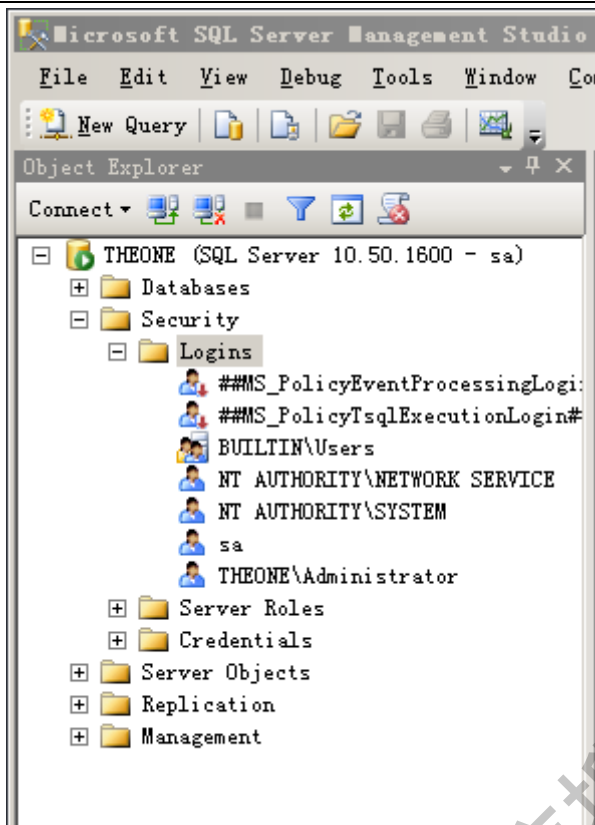 Microsoft SQL Server Management Studio
File Edit View Debug Tools Window
New Query
Object Explorer
Connect
THEONE (SQL Server 10.50.1600 - sa)
Databases
Security
Logins
##MS_PolicyEventProcessingLogi
##MS_PolicyTsqlExecutionLogin#
BUILTIN\Users
NT AUTHORITY\NETWORK SERVICE
NT AUTHORITY\SYSTEM
sa
THEONE\Administrator
Server Roles
Credentials
Server Objects
Replication
Management